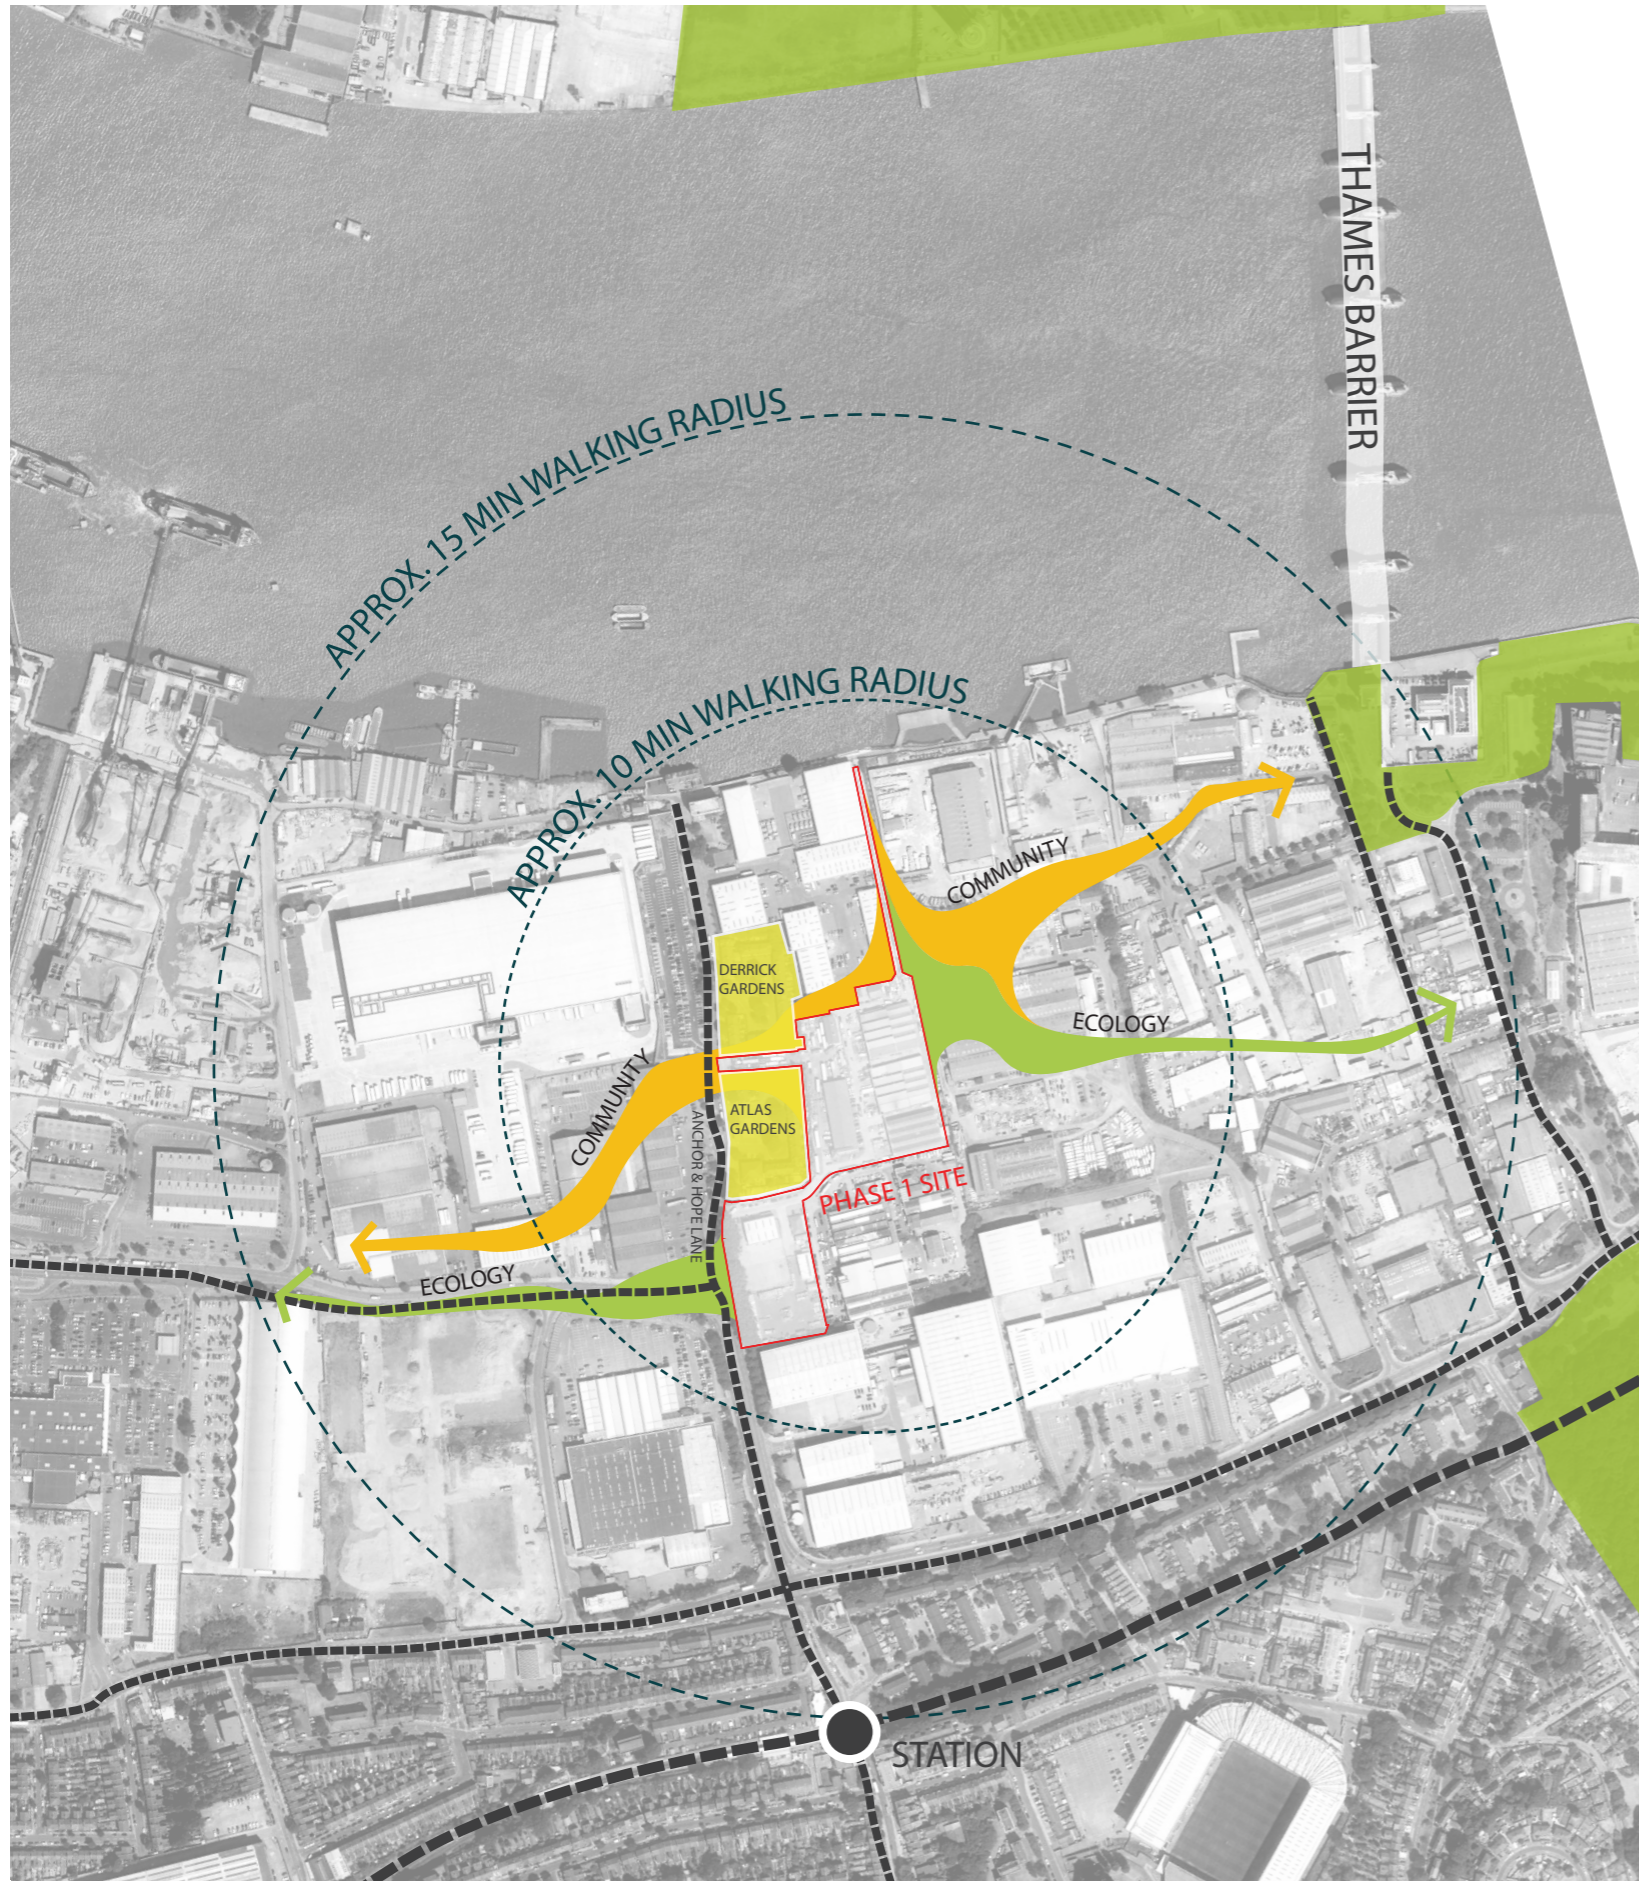 THAMES BARRIER
APPROX. 15 MIN WALKING RADIUS
APPROX. 10 MIN WALKING RADIUS
COMMUNITY
DERRICK
GARDENS
ECOLOGY
COMMUNITY
ATLAS
GARDENS
ANCHOR & HOPE LANE
PHASE 1 SITE
ECOLOGY
STATION